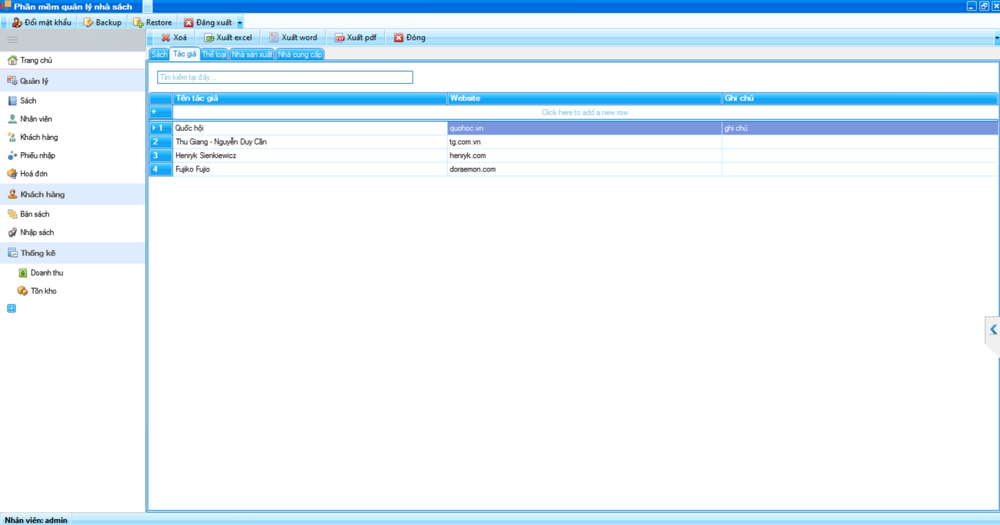 Phần mềm quản lý nhà sách
Đổi mật khẩu Backup Restore Đăng xuất
Xoá XLS Xuất excel Xuất word PDF Xuất pdf Đóng
Trang chủ
Quản lý
Sách
Nhân viên
Khách hàng
Phiếu nhập
Hoá đơn
Khách hàng
Bán sách
Nhập sách
Thống kê
Doanh thu
Tồn kho
Sách Tác giả Thể loại Nhà sản xuất Nhà cung cấp
Tìm kiếm tại đây...
Tên tác giả Website Ghi chú
* Click here to add a new row
1 Quốc hội quohoc.vn ghi chú
2 Thu Giang - Nguyễn Duy Cần tg.com.vn
3 Henryk Sienkiewicz henryk.com
4 Fujiko Fujio doraemon.com
Nhân viên: admin